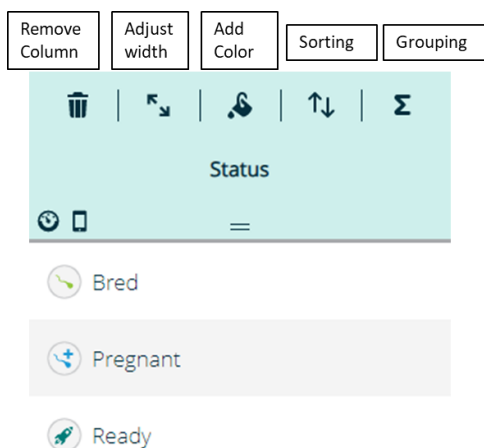 Remove
Column
Adjust
width
Add
Color
Sorting
Grouping
Σ
Status
Bred
Pregnant
Ready